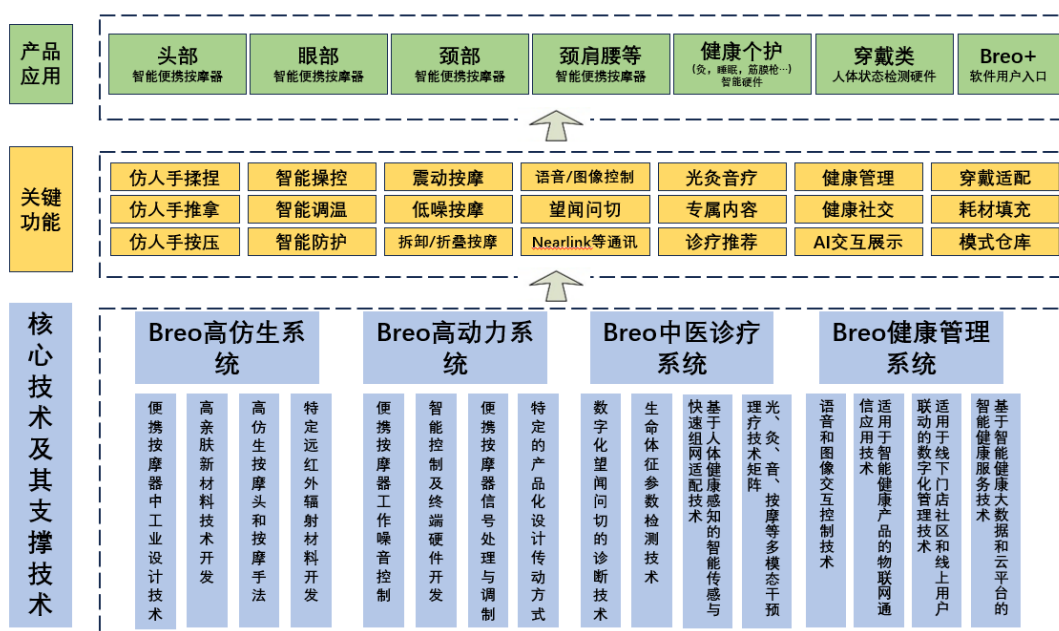 产品
应用
头部
智能便携按摩器
眼部
智能便携按摩器
颈部
智能便携按摩器
颈肩腰等
智能便携按摩器
健康个护
（灸，睡眠，筋膜枪…）
智能硬件
穿戴类
人体状态检测硬件
Breo+
软件用户入口
关键
功能
仿人手揉捏
智能操控
震动按摩
语音/图像控制
光灸音疗
健康管理
穿戴适配
仿人手推拿
智能调温
低噪按摩
望闻问切
专属内容
健康社交
耗材填充
仿人手按压
智能防护
拆卸/折叠按摩
Nearlink等通讯
诊疗推荐
AI交互展示
模式仓库
核心技术及其支撑技术
Breo高仿生系
统
Breo高动力系
统
Breo中医诊疗
系统
Breo健康管理
系统
便携按摩器中工业设计技术
高亲肤新材料技术开发
高仿生按摩头和按摩手法
特定远红外辐射材料开发
便携按摩器工作噪音控制
智能控制及终端硬件开发
便携按摩器信号处理与调制
特定的产品化设计传动方式
数字化望闻问切的诊断技术
生命体征参数检测技术
基于人体健康感知的智能传感与
快速组网适配技术
光、灸、音、按摩等多模态干预
理疗技术矩阵
语音和图像交互控制技术
适用于智能健康产品的物联网通
信应用技术
适用于线下门店社区和线上用户
联动的数字化管理技术
基于智能健康大数据和云平台的
智能健康服务技术